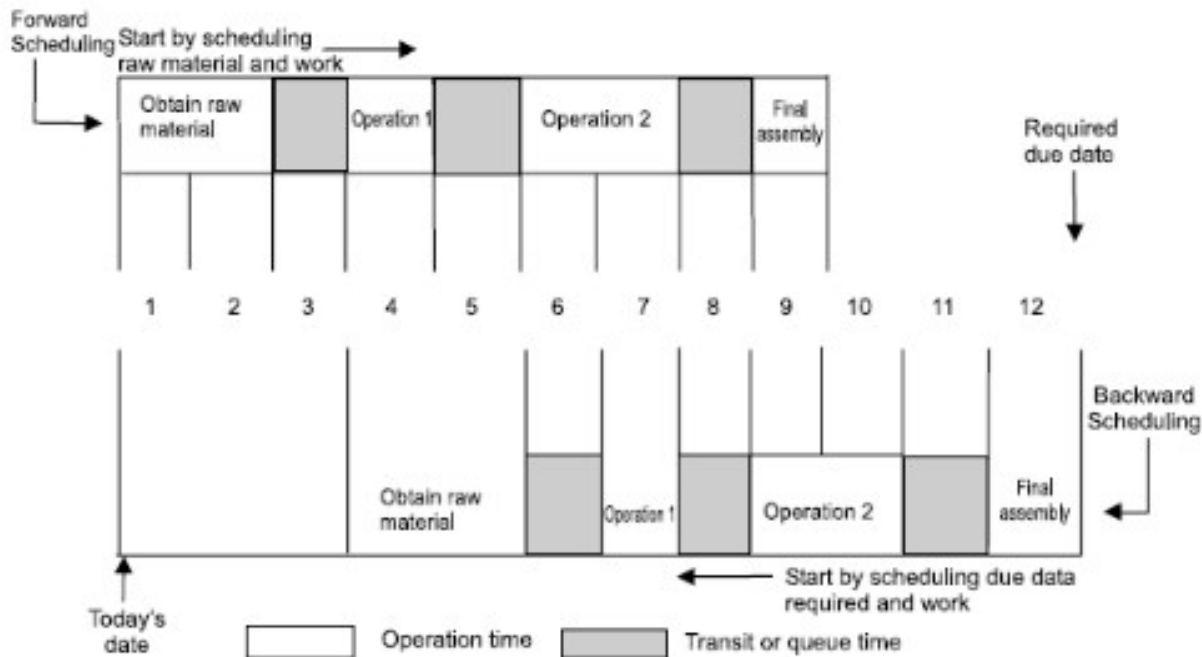 Forward
Scheduling
Start by scheduling
raw material and work
Obtain raw
material
Operation 1
Operation 2
Final
assembly
Required
due date
1 2 3 4 5 6 7 8 9 10 11 12
Backward
Scheduling
Obtain raw
material
Operation 1
Operation 2
Final
assembly
Start by scheduling due data
required and work
Today's
date
Operation time
Transit or queue time